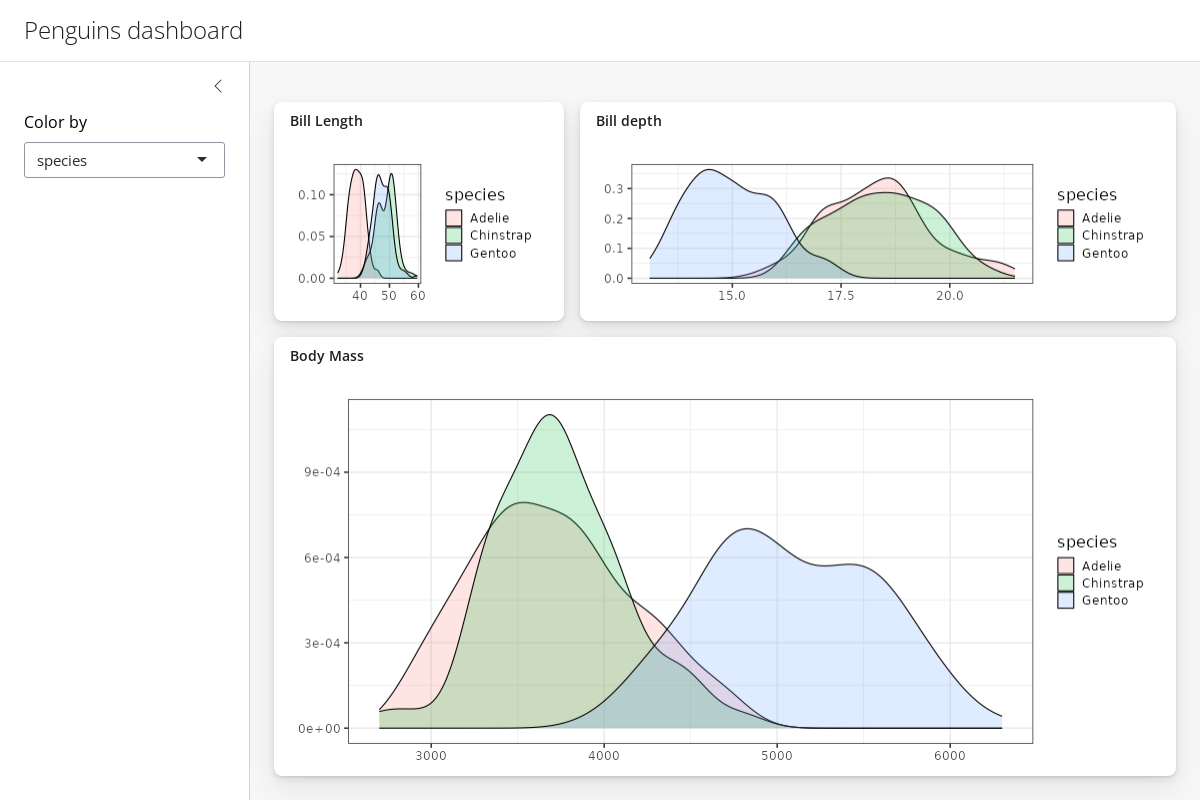 Penguins dashboard
Color by
species
Bill Length
0.10
0.05
0.00
40 50 60
species
Adelie
Chinstrap
Gentoo
Bill depth
0.3
0.2
0.1
0.0
15.0 17.5 20.0
species
Adelie
Chinstrap
Gentoo
Body Mass
9e-04
6e-04
3e-04
0e+00
3000 4000 5000 6000
species
Adelie
Chinstrap
Gentoo